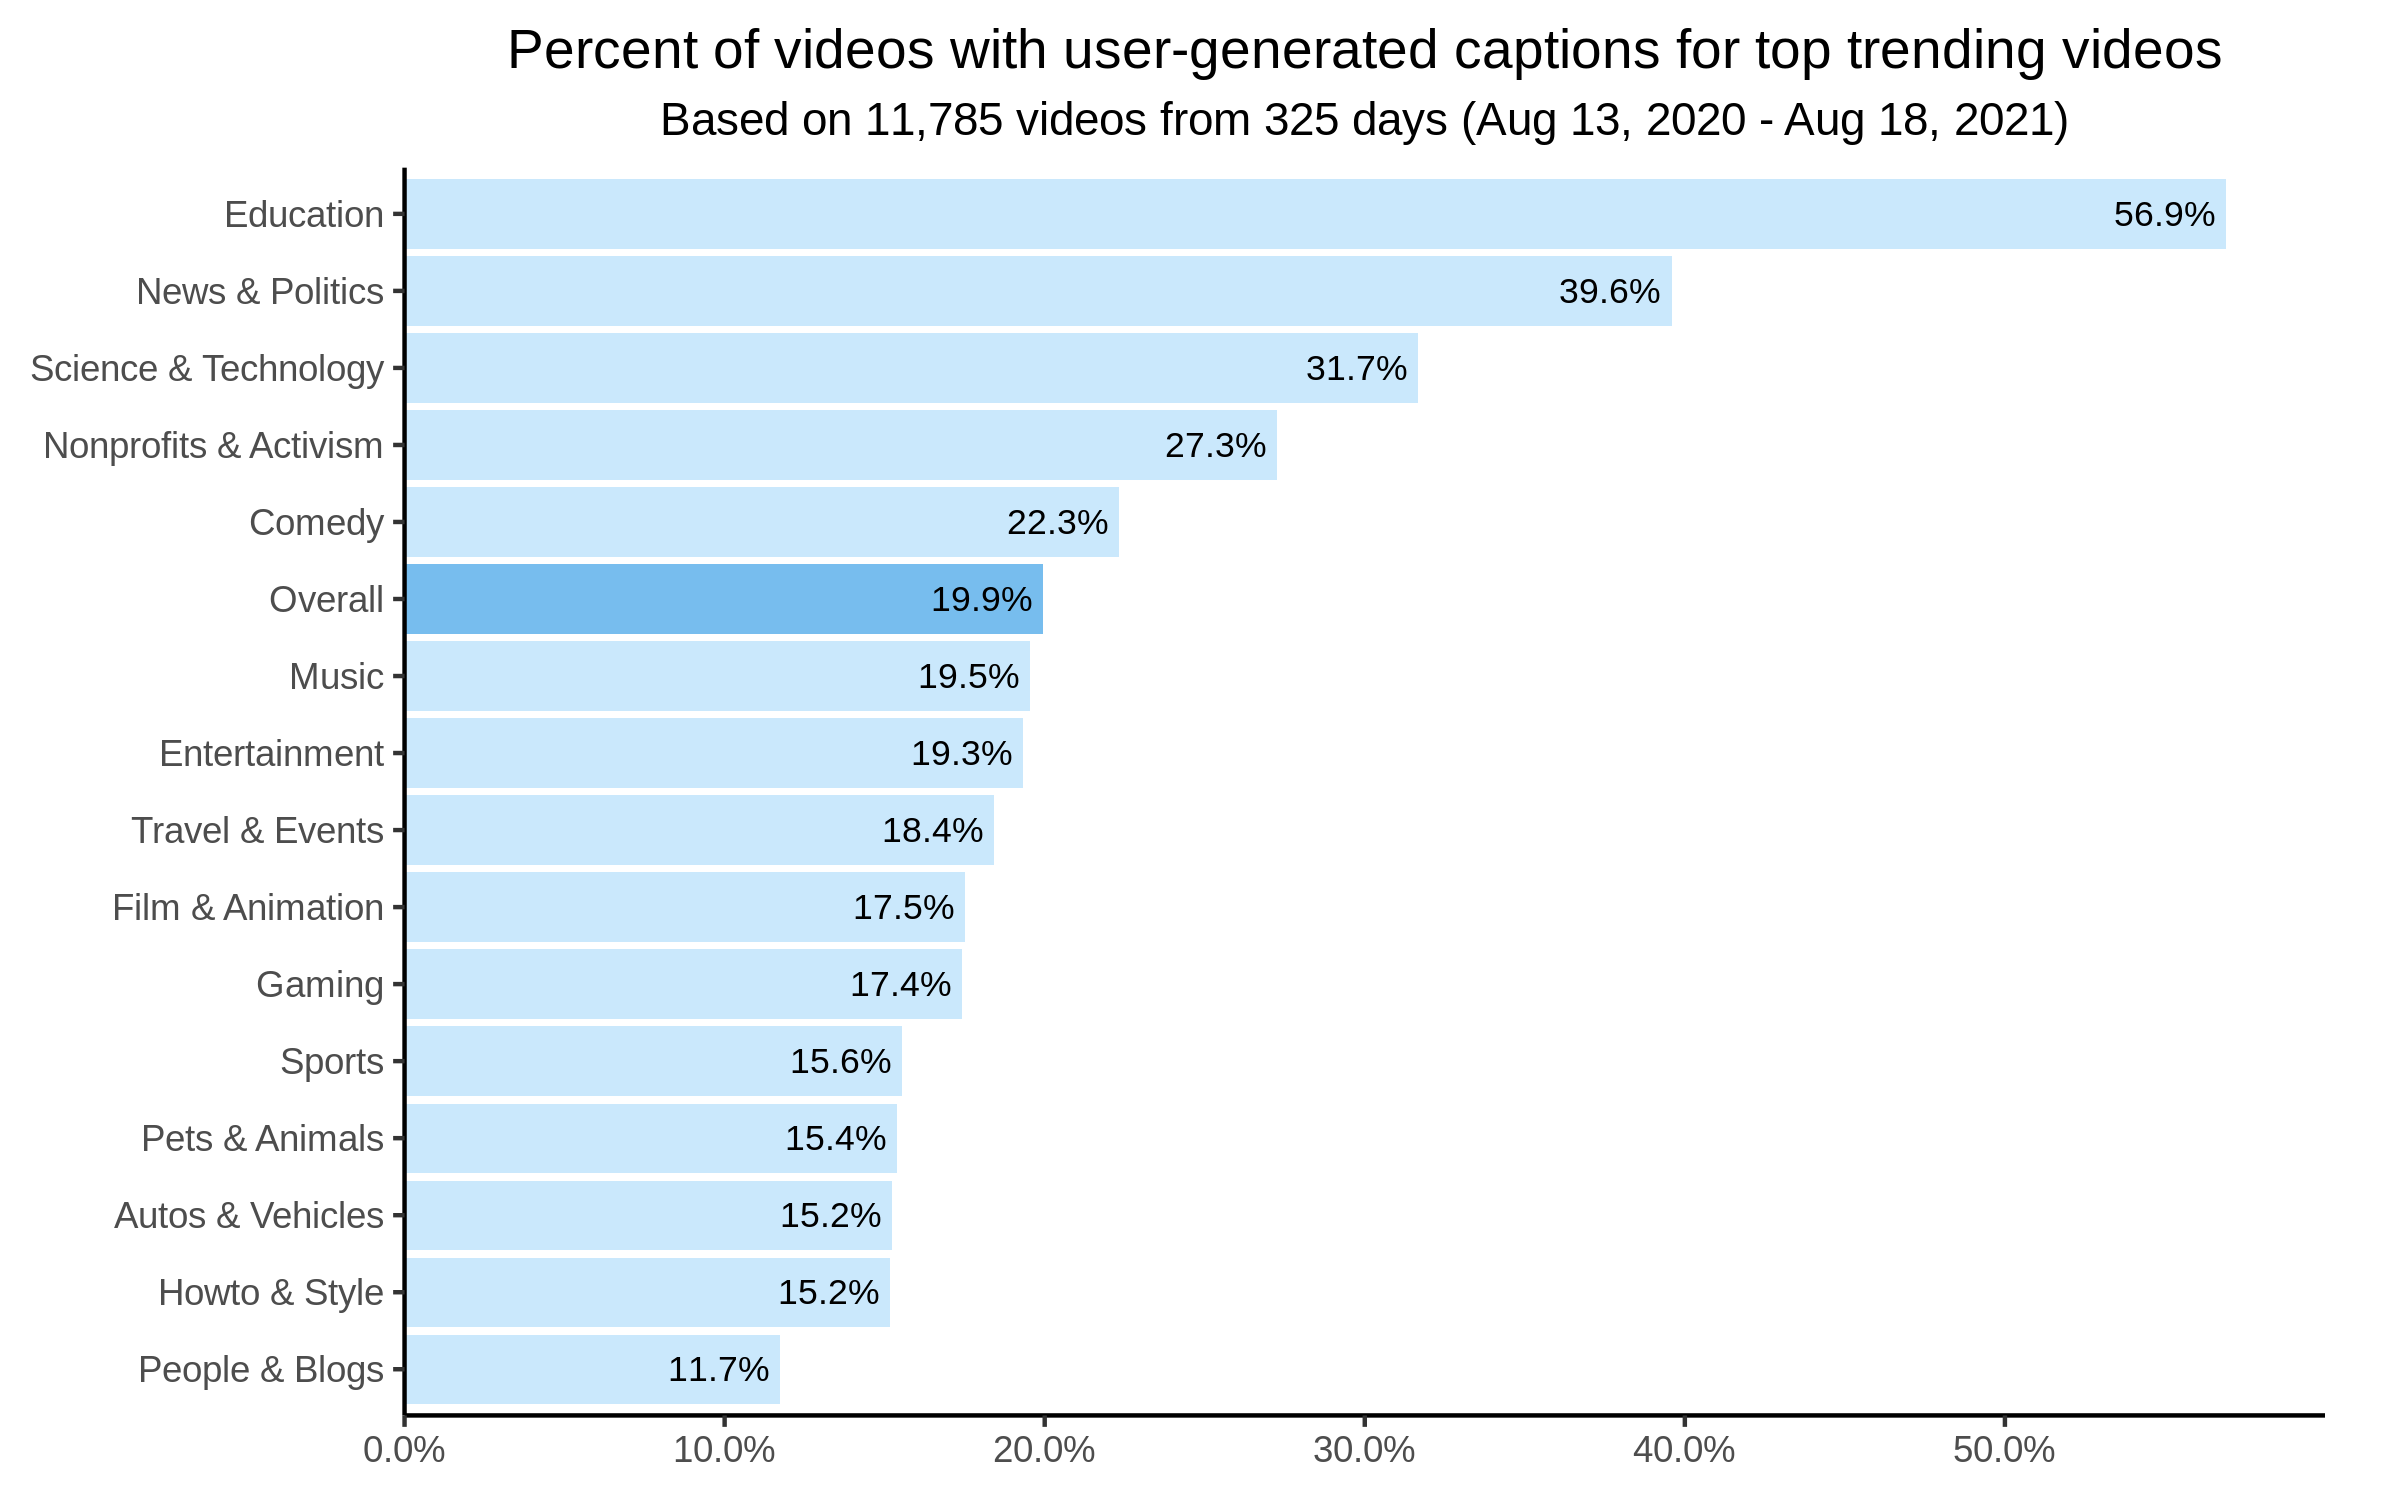 Percent of videos with user-generated captions for top trending videos
Based on 11,785 videos from 325 days (Aug 13, 2020 - Aug 18, 2021)
Education 56.9%
News & Politics 39.6%
Science & Technology 31.7%
Nonprofits & Activism 27.3%
Comedy 22.3%
Overall 19.9%
Music 19.5%
Entertainment 19.3%
Travel & Events 18.4%
Film & Animation 17.5%
Gaming 17.4%
Sports 15.6%
Pets & Animals 15.4%
Autos & Vehicles 15.2%
Howto & Style 15.2%
People & Blogs 11.7%
0.0% 10.0% 20.0% 30.0% 40.0% 50.0%